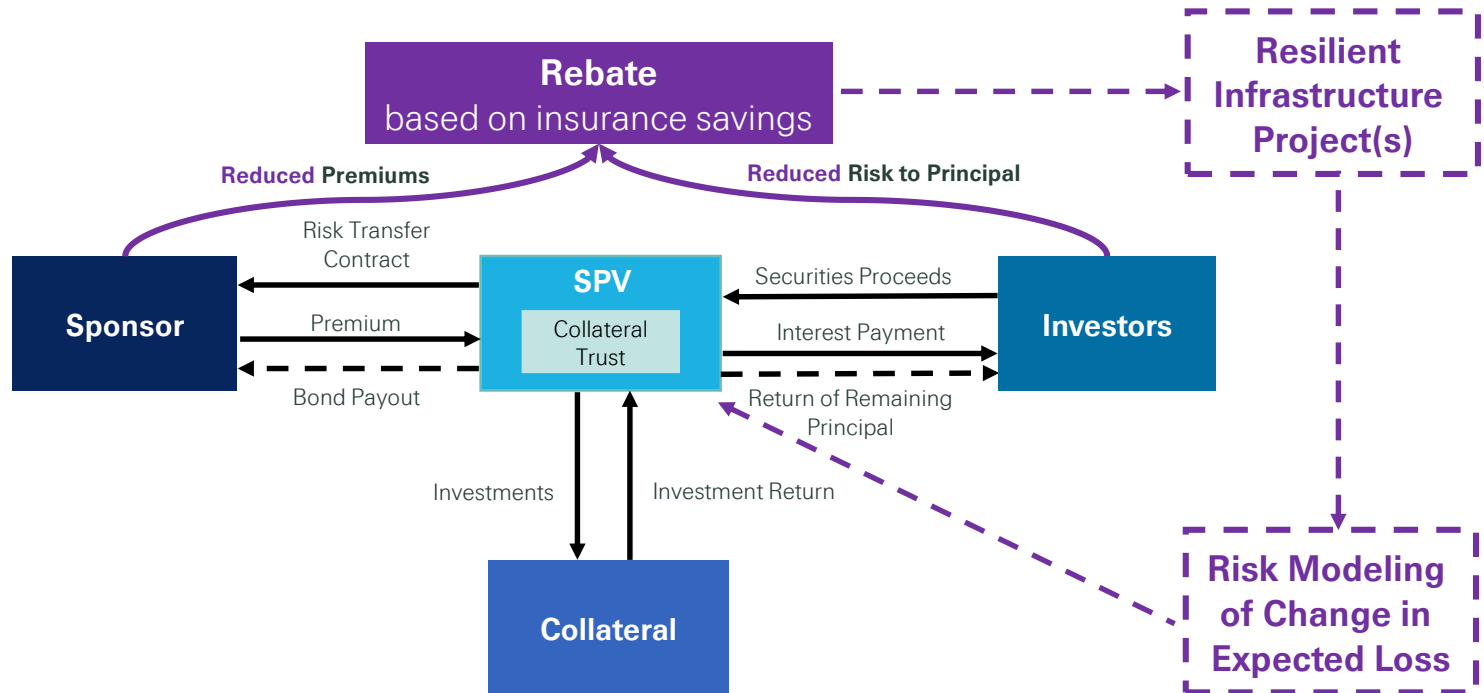 Rebate
based on insurance savings
Resilient
Infrastructure
Project(s)
Reduced Premiums
Reduced Risk to Principal
Risk Transfer
Contract
Sponsor
Premium
Bond Payout
SPV
Collateral
Trust
Securities Proceeds
Interest Payment
Return of Remaining
Principal
Investors
Investments
Investment Return
Collateral
Risk Modeling
of Change in
Expected Loss